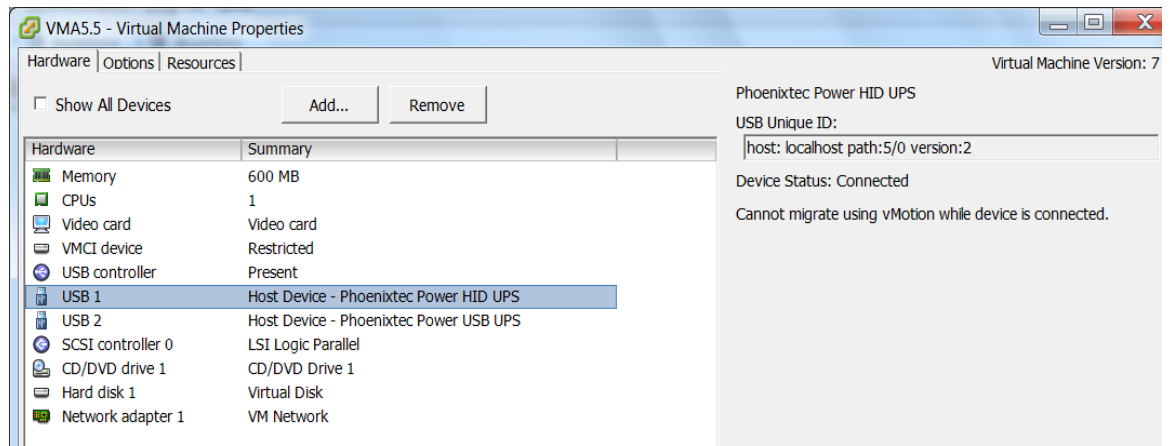 VMA5.5 - Virtual Machine Properties
Hardware Options Resources
Virtual Machine Version: 7
Show All Devices
Add...
Remove
Hardware Summary
Memory 600 MB
CPUs 1
Video card Video card
VMCI device Restricted
USB controller Present
USB 1 Host Device - Phoenixtec Power HID UPS
USB 2 Host Device - Phoenixtec Power USB UPS
SCSI controller 0 LSI Logic Parallel
CD/DVD drive 1 CD/DVD Drive 1
Hard disk 1 Virtual Disk
Network adapter 1 VM Network
Phoenixtec Power HID UPS
USB Unique ID:
host: localhost path:5/0 version:2
Device Status: Connected
Cannot migrate using vMotion while device is connected.